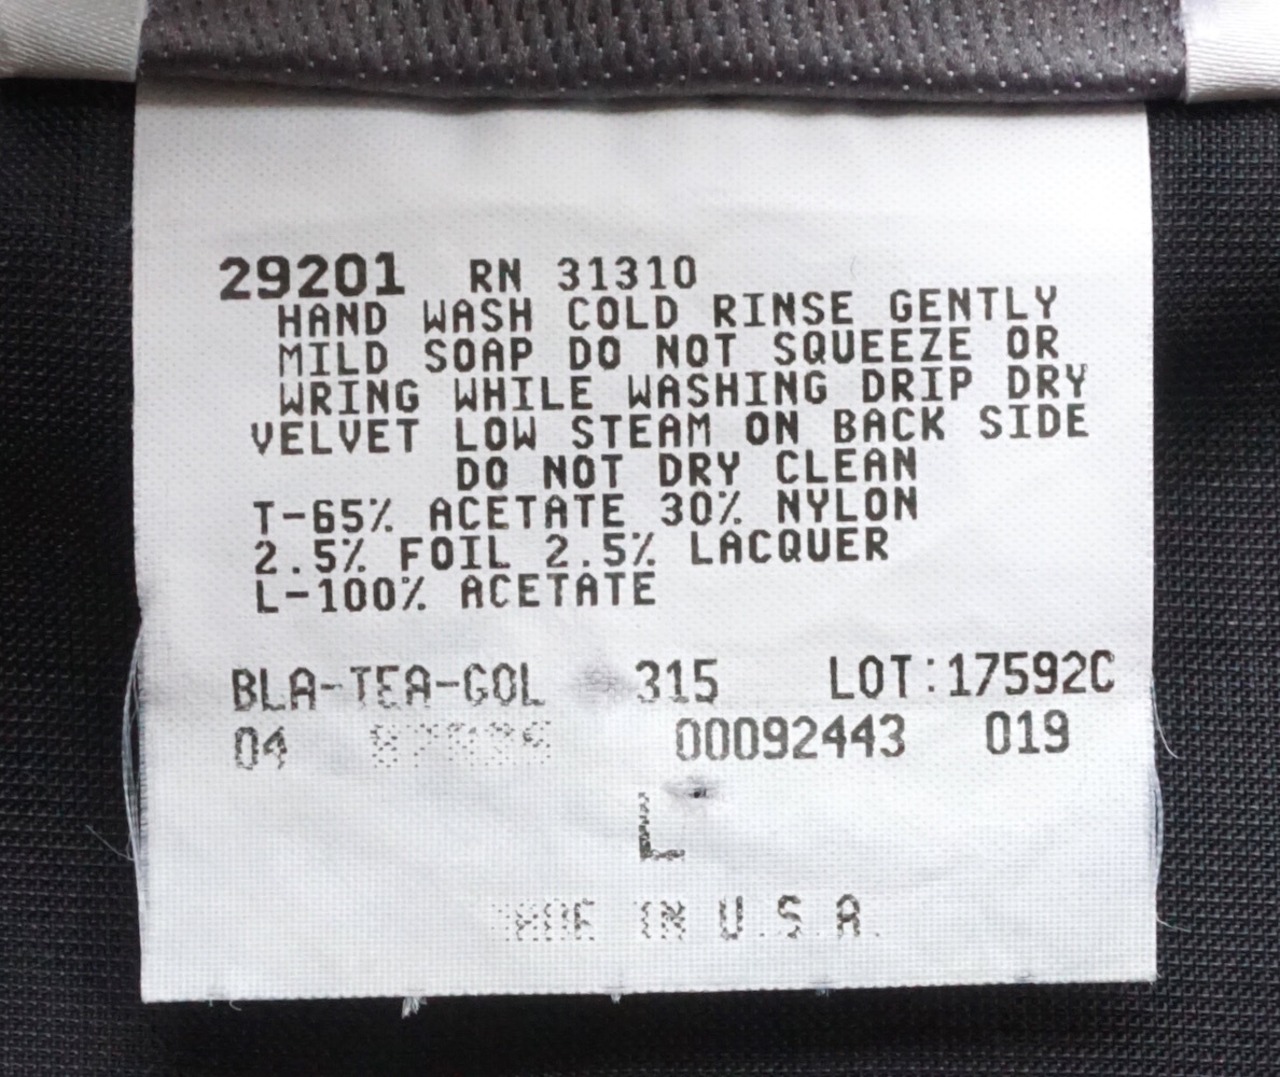 29201 RN 31310
HAND WASH COLD RINSE GENTLY
MILD SOAP DO NOT SQUEEZE OR
WRING WHILE WASHING DRIP DRY
VELVET LOW STEAM ON BACK SIDE
DO NOT DRY CLEAN
T-65% ACETATE 30% NYLON
2.5% FOIL 2.5% LACQUER
L-100% ACETATE
BLA-TEA-GOL 315 LOT:17592C
04 00092443 019
L
MADE IN U.S.A.